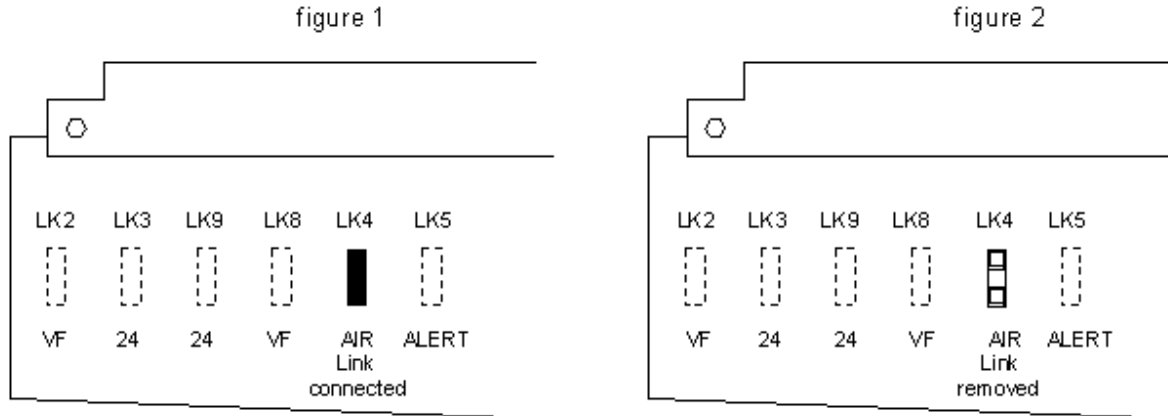 figure 1
LK2 LK3 LK9 LK8 LK4 LK5
VF 24 24 VF AIR ALERT
Link
connected
figure 2
LK2 LK3 LK9 LK8 LK4 LK5
VF 24 24 VF AIR ALERT
Link
removed